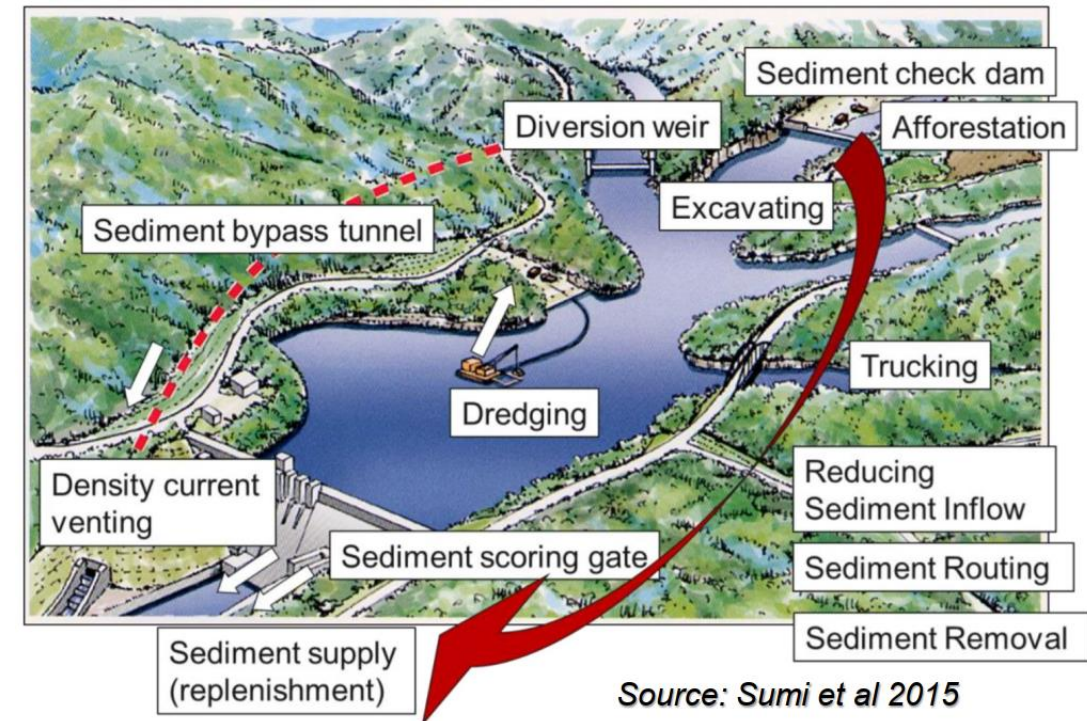 Sediment check dam
Diversion weir
Afforestation
Excavating
Sediment bypass tunnel
Trucking
Dredging
Density current
venting
Reducing
Sediment Inflow
Sediment scoring gate
Sediment Routing
Sediment Removal
Sediment supply
(replenishment)
Source: Sumi et al 2015